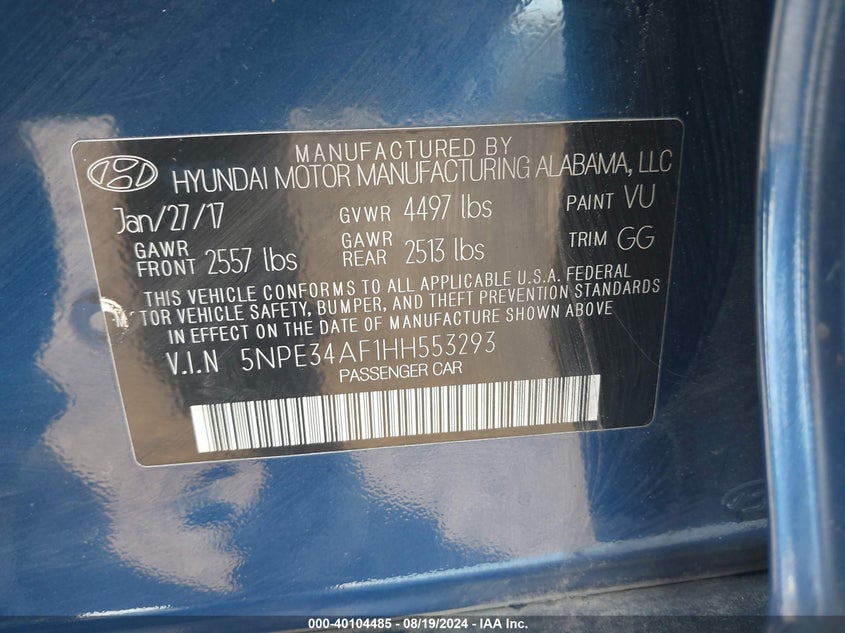 MANUFACTURED BY
HYUNDAI MOTOR MANUFACTURING ALABAMA, LLC
Jan/27/17 GVWR 4497 lbs PAINT VU
GAWR FRONT 2557 lbs GAWR REAR 2513 lbs TRIM GG
THIS VEHICLE CONFORMS TO ALL APPLICABLE U.S.A. FEDERAL
TOR VEHICLE SAFETY, BUMPER, AND THEFT PREVENTION STANDARDS
IN EFFECT ON THE DATE OF MANUFACTURE SHOWN ABOVE
V.I.N 5NPE34AF1HH553293
PASSENGER CAR
000-40104485 - 08/19/2024 - IAA Inc.